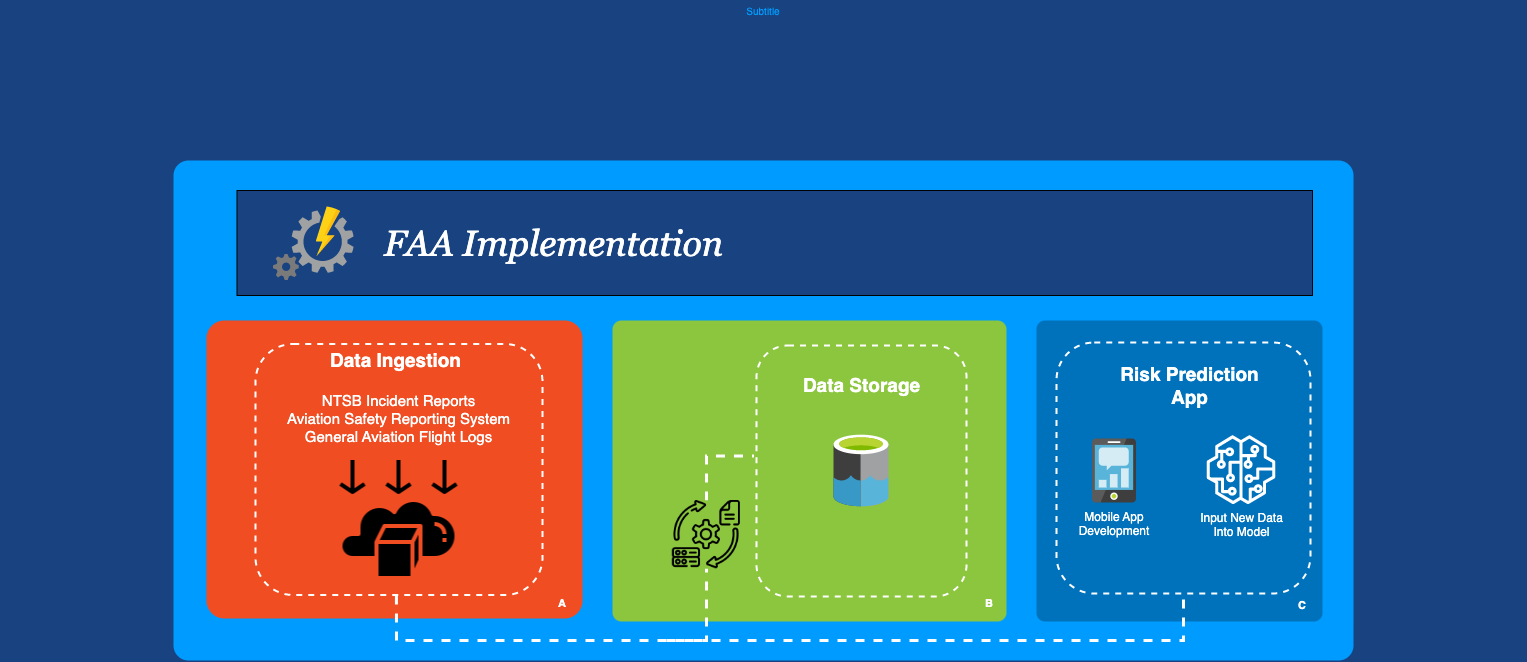 Subtitle
FAA Implementation
Data Ingestion
NTSB Incident Reports
Aviation Safety Reporting System
General Aviation Flight Logs
A
Data Storage
B
Risk Prediction
App
Mobile App
Development
Input New Data
Into Model
C